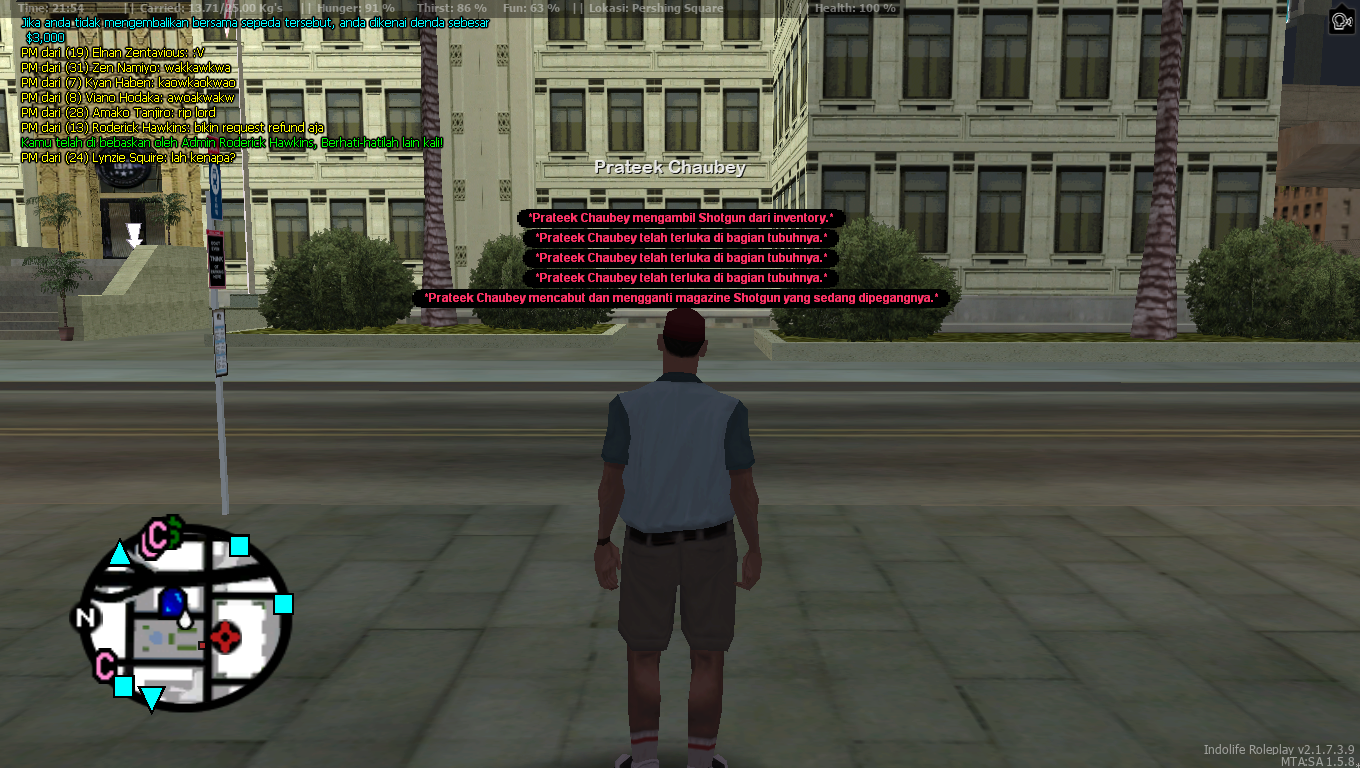 Time: 21:54 || Carried: 13.71/25.00 Kg's || Hunger: 91 % Thirst: 86 % Fun: 63 % || Lokasi: Pershing Square || Health: 100 %
Jika anda tidak mengembalikan bersama sepeda tersebut, anda dikenai denda sebesar
$3,000
PM dari (19) Elnan Zentavious: :V
PM dari (31) Zen Namiyo: wakkawkwa
PM dari (7) Kyan Haben: kaowkaokwao
PM dari (8) Viano Hodaka: awoakwakw
PM dari (28) Amako Tanjiro: rip lord
PM dari (13) Roderick Hawkins: bikin request refund aja
Kamu telah di bebaskan oleh Admin Roderick Hawkins, Berhati-hatilah lain kali!
PM dari (24) Lynzie Squire: lah kenapa?
Prateek Chaubey
*Prateek Chaubey mengambil Shotgun dari inventory.*
*Prateek Chaubey telah terluka di bagian tubuhnya.*
*Prateek Chaubey telah terluka di bagian tubuhnya.*
*Prateek Chaubey telah terluka di bagian tubuhnya.*
*Prateek Chaubey mencabut dan mengganti magazine Shotgun yang sedang dipegangnya.*
N
C
$
C
Indolife Roleplay v2.1.7.3.9
MTA:SA 1.5.8